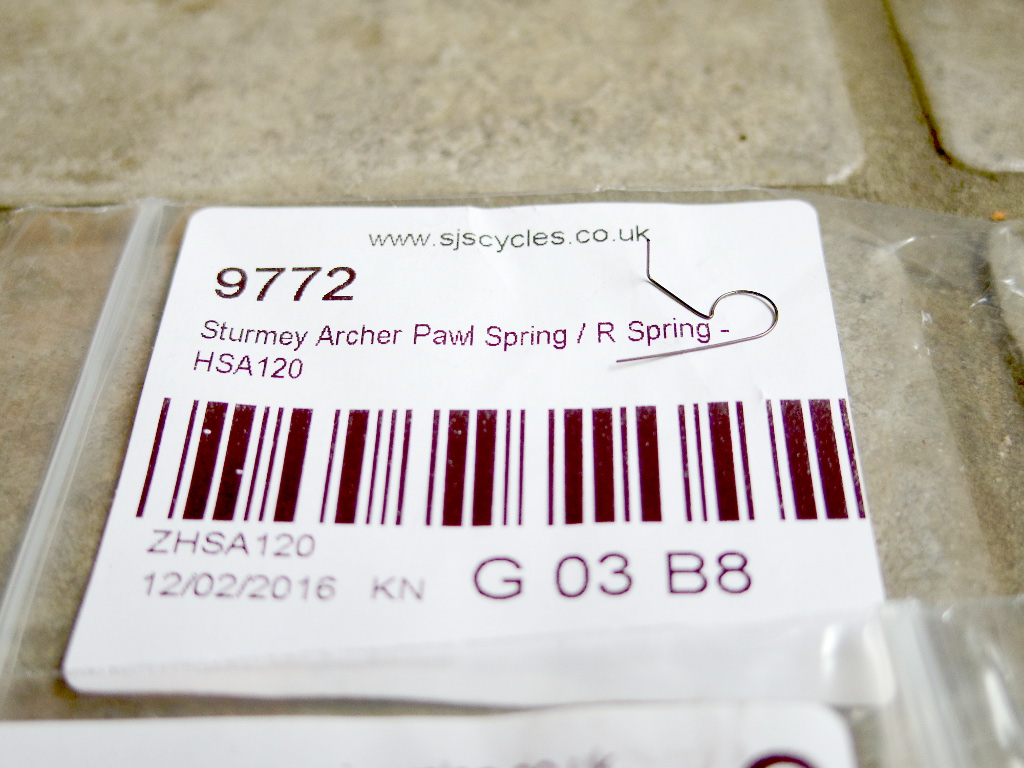 www.sjscycles.co.uk
9772
Sturmey Archer Pawl Spring / R Spring -
HSA120
ZHSA120
12/02/2016 KN G 03 B8